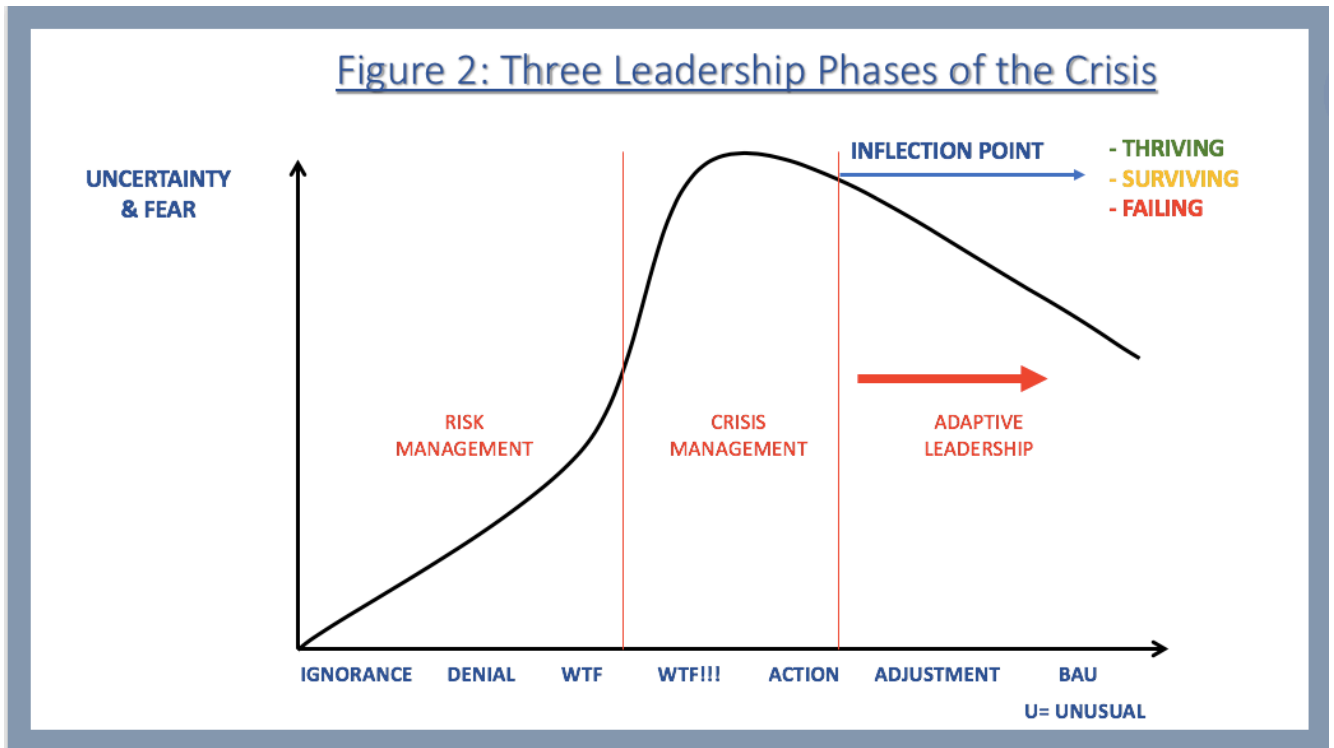 Figure 2: Three Leadership Phases of the Crisis
UNCERTAINTY
& FEAR
INFLECTION POINT
- THRIVING
- SURVIVING
- FAILING
RISK
MANAGEMENT
CRISIS
MANAGEMENT
ADAPTIVE
LEADERSHIP
IGNORANCE DENIAL WTF WTF!!! ACTION ADJUSTMENT BAU
U= UNUSUAL